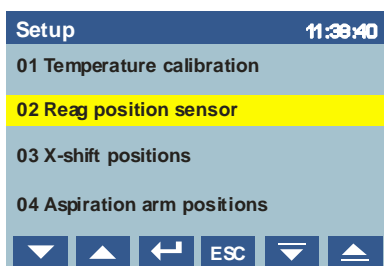 Setup 11:38:40
01 Temperature calibration
02 Reag position sensor
03 X-shift positions
04 Aspiration arm positions
ESC